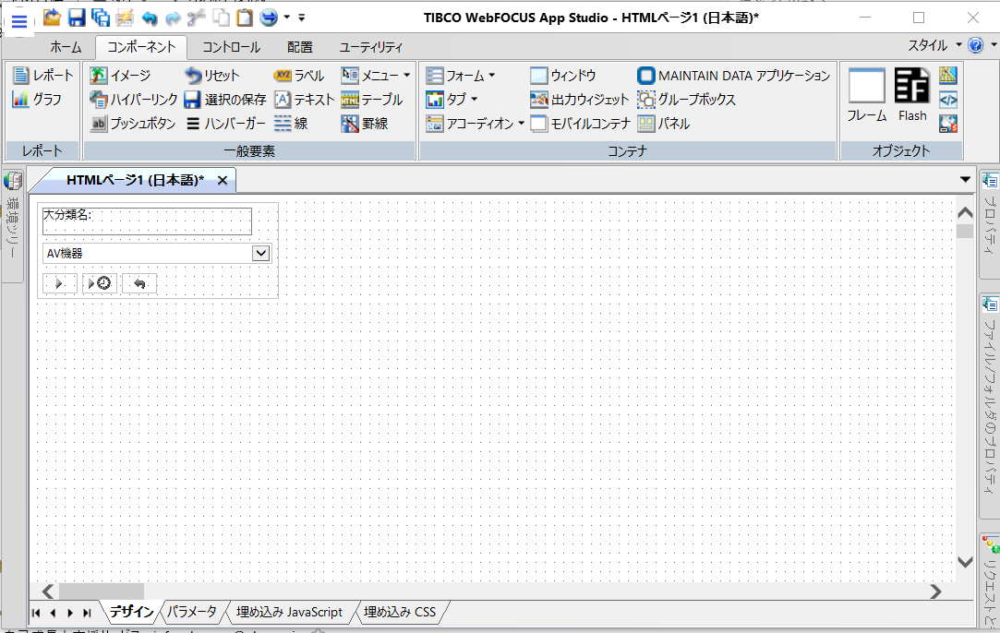 TIBCO WebFOCUS App Studio - HTMLページ1 (日本語)*
ホーム コンポーネント コントロール 配置 ユーティリティ スタイル
レポート イメージ リセット ラベル メニュー フォーム ウィンドウ MAINTAIN DATA アプリケーション
グラフ ハイパーリンク 選択の保存 テキスト テーブル タブ 出力ウィジェット グループボックス
プッシュボタン ハンバーガー 線 罫線 アコーディオン モバイルコンテナ パネル
フレーム Flash
レポート 一般要素 コンテナ オブジェクト
HTMLページ1 (日本語)*
環境ツリー
大分類名:
AV機器
プロパティ
ファイル/フォルダのプロパティ
リクエストと
デザイン パラメータ 埋め込み JavaScript 埋め込み CSS